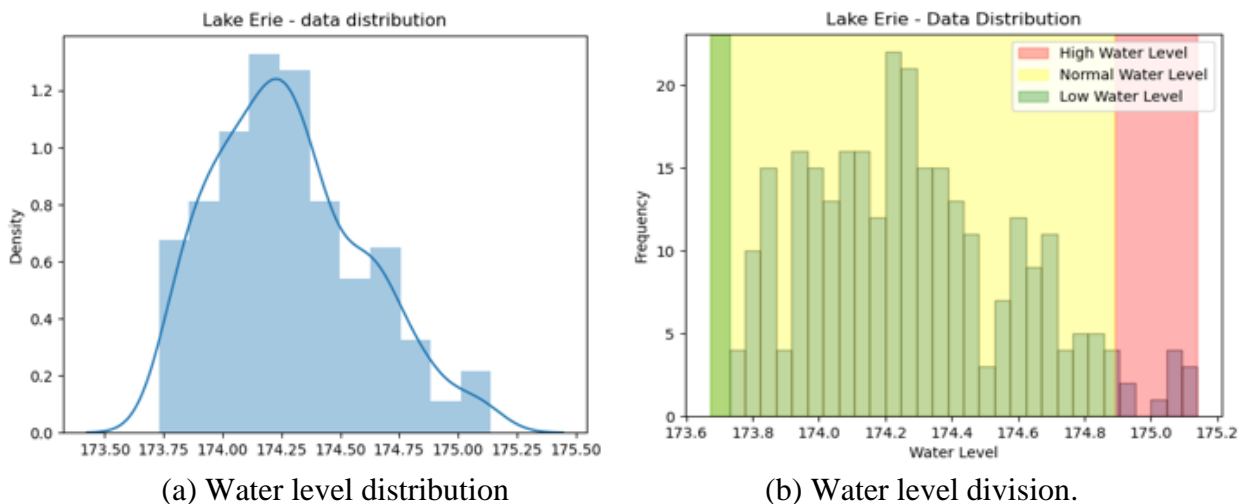 Lake Erie - data distribution
Density
1.2
1.0
0.8
0.6
0.4
0.2
0.0
173.50 173.75 174.00 174.25 174.50 174.75 175.00 175.25 175.50
(a) Water level distribution
Lake Erie - Data Distribution
High Water Level
Normal Water Level
Low Water Level
Frequency
20
15
10
5
0
173.6 173.8 174.0 174.2 174.4 174.6 174.8 175.0 175.2
Water Level
(b) Water level division.